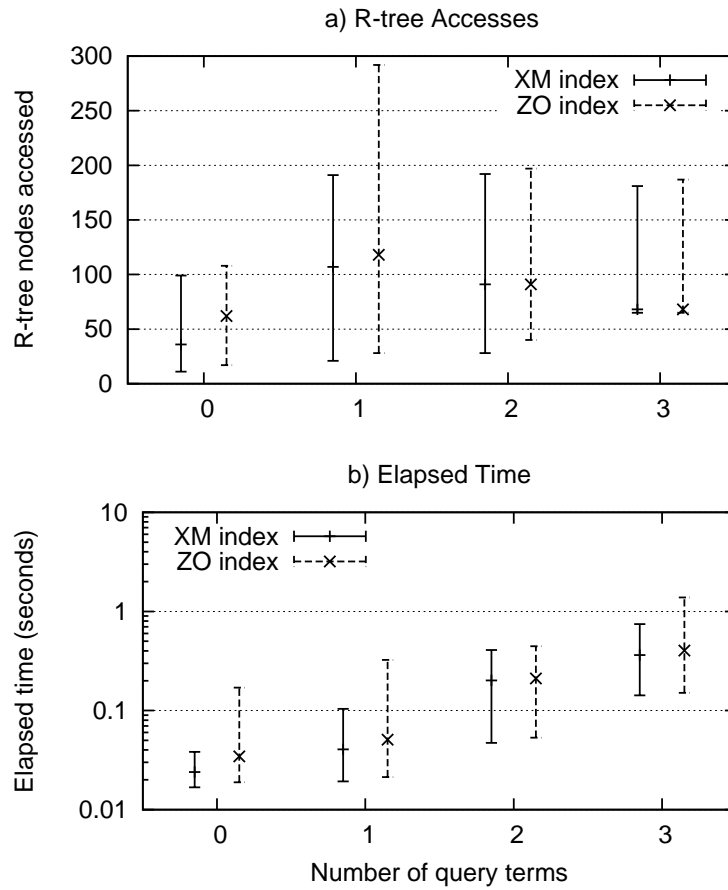 a) R-tree Accesses
300
250
200
150
100
50
0
R-tree nodes accessed
XM index
ZO index
0 1 2 3
b) Elapsed Time
10
1
0.1
0.01
Elapsed time (seconds)
XM index
ZO index
0 1 2 3
Number of query terms